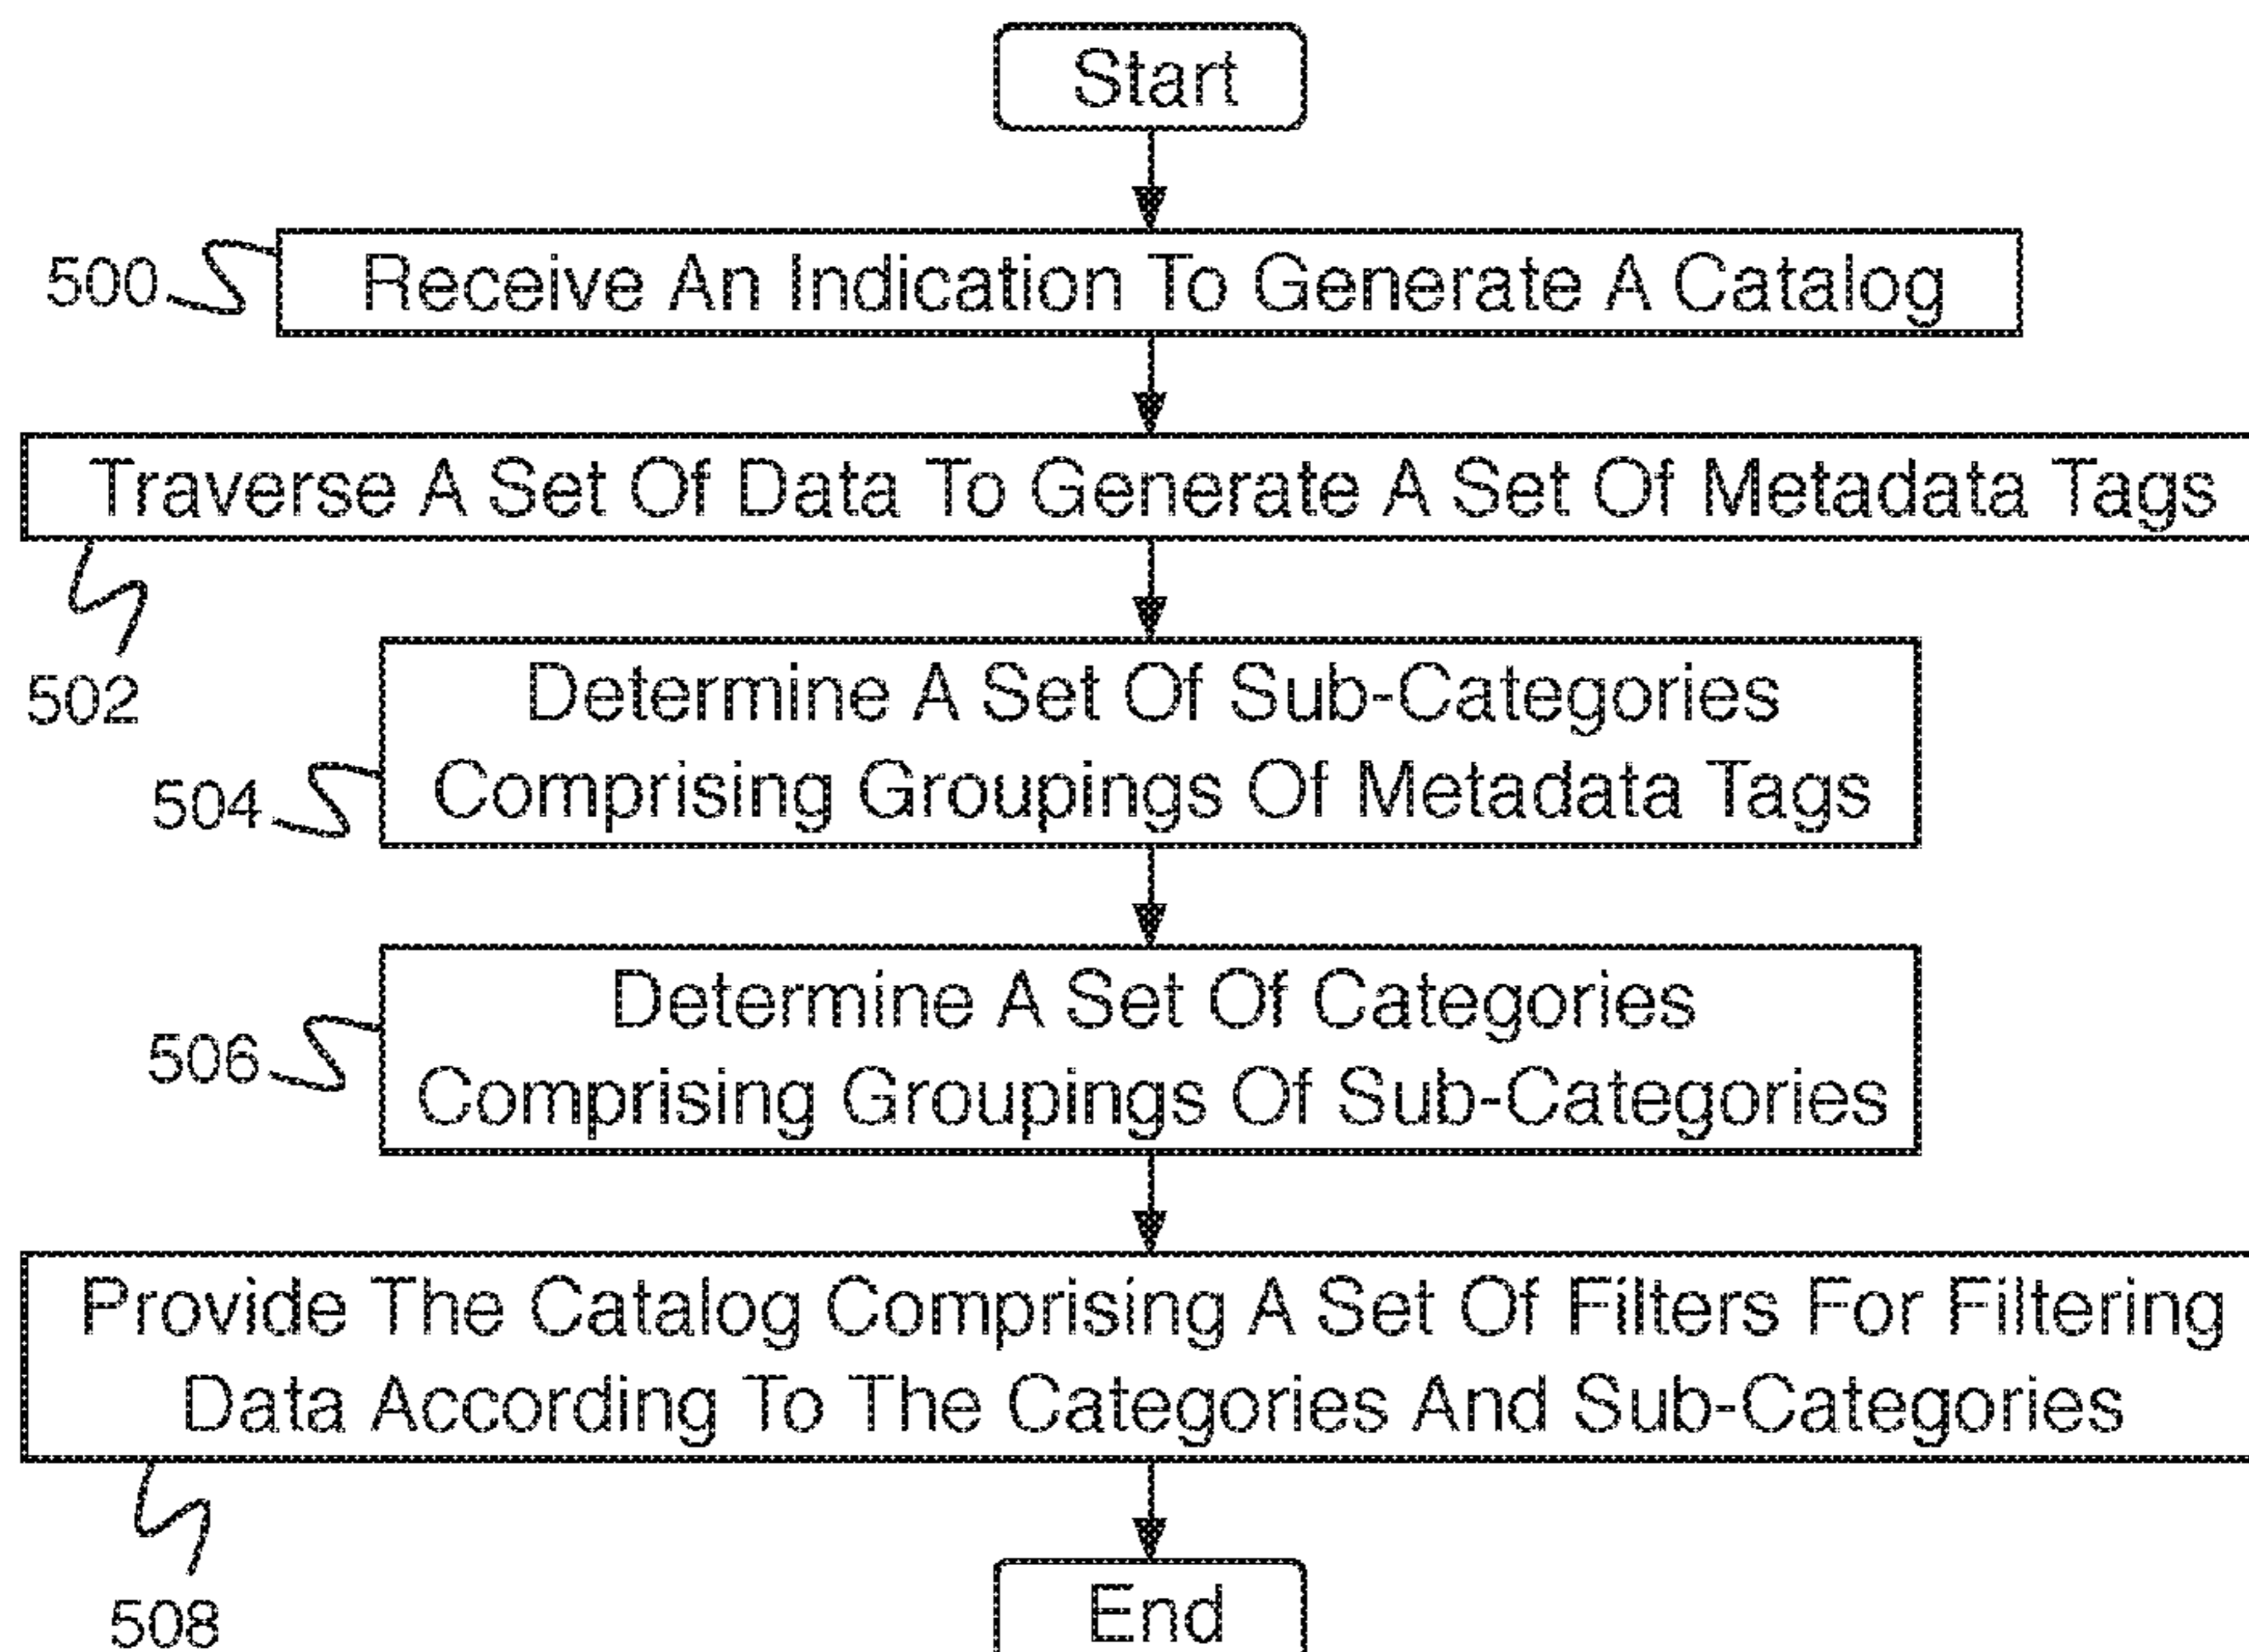 Start
500
Receive An Indication To Generate A Catalog
Traverse A Set Of Data To Generate A Set Of Metadata Tags
502
Determine A Set Of Sub-Categories
Comprising Groupings Of Metadata Tags
504
Determine A Set Of Categories
Comprising Groupings Of Sub-Categories
506
Provide The Catalog Comprising A Set Of Filters For Filtering
Data According To The Categories And Sub-Categories
508
End